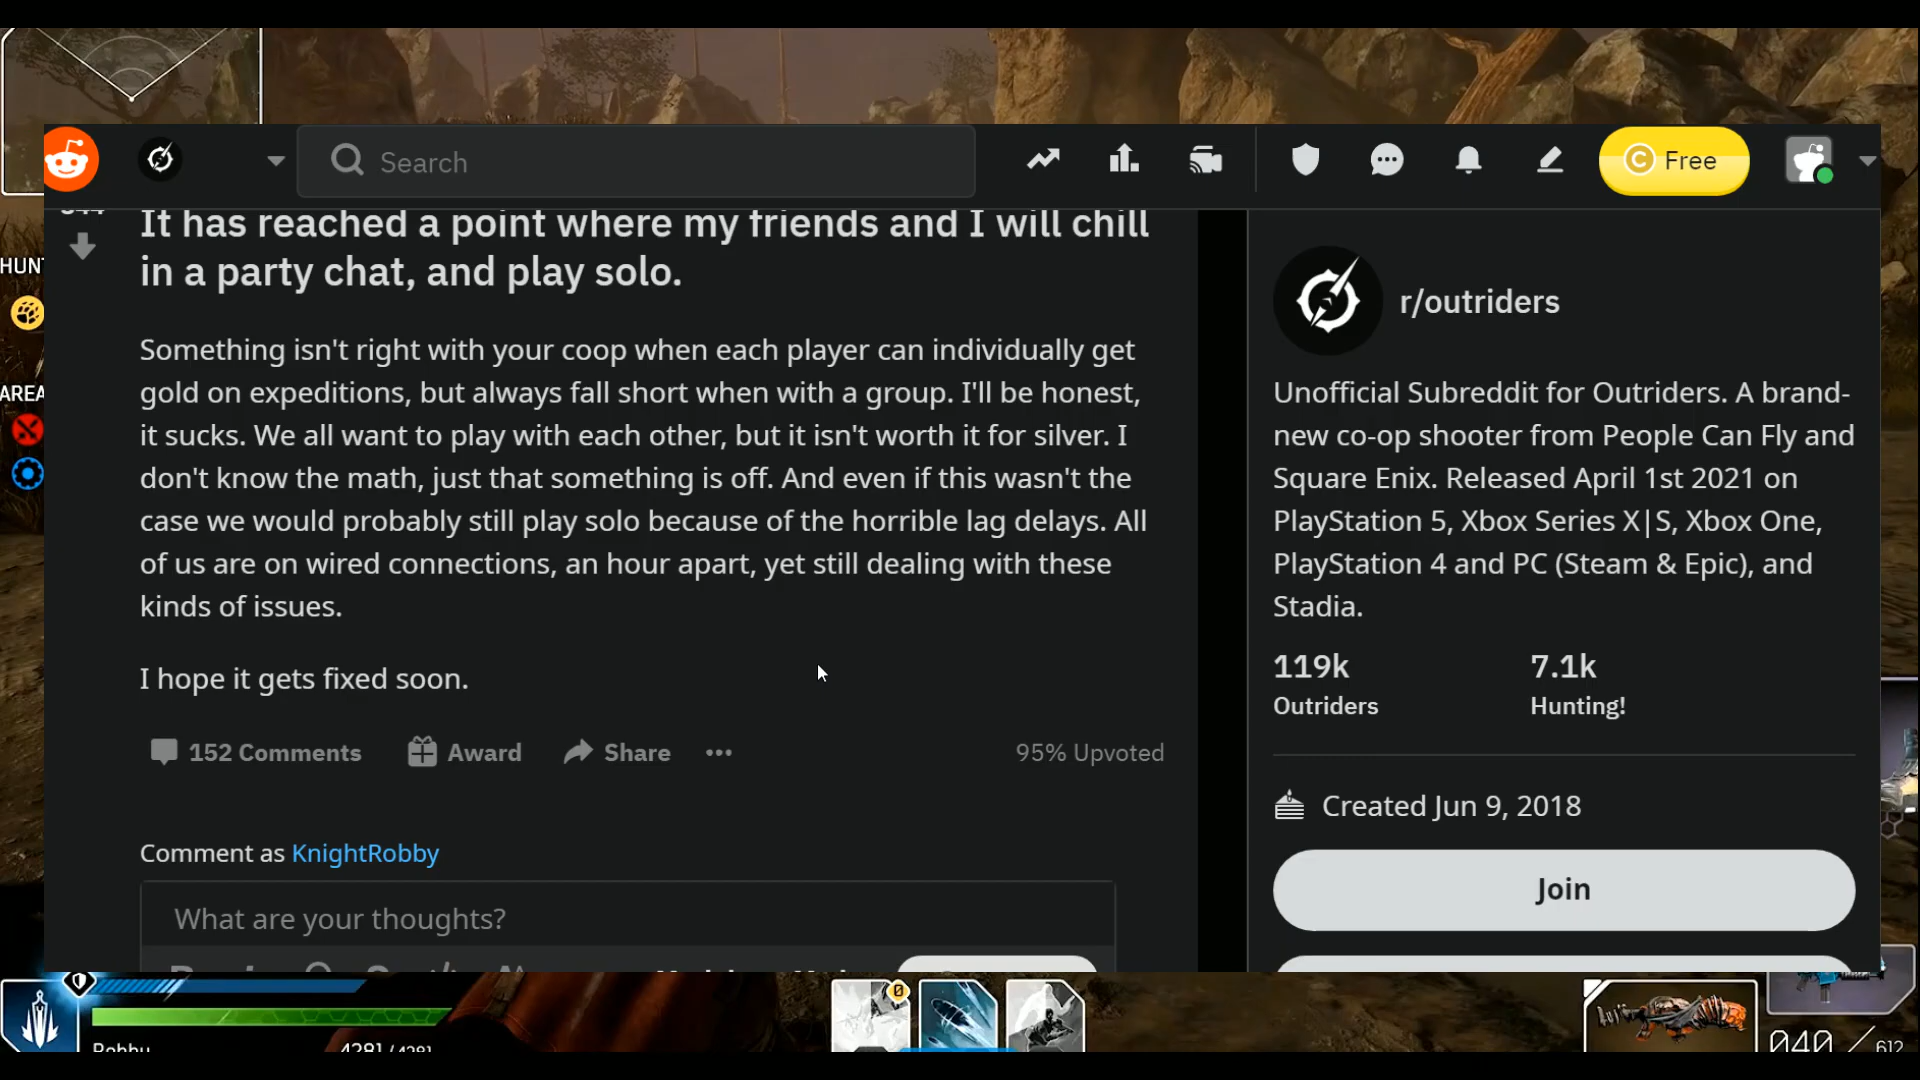 Search
Free
It has reached a point where my friends and I will chill
in a party chat, and play solo.
HUNT
AREA
Something isn't right with your coop when each player can individually get
gold on expeditions, but always fall short when with a group. I'll be honest,
it sucks. We all want to play with each other, but it isn't worth it for silver. I
don't know the math, just that something is off. And even if this wasn't the
case we would probably still play solo because of the horrible lag delays. All
of us are on wired connections, an hour apart, yet still dealing with these
kinds of issues.
I hope it gets fixed soon.
152 Comments Award Share ••• 95% Upvoted
Comment as KnightRobby
What are your thoughts?
r/outriders
Unofficial Subreddit for Outriders. A brand-
new co-op shooter from People Can Fly and
Square Enix. Released April 1st 2021 on
PlayStation 5, Xbox Series X|S, Xbox One,
PlayStation 4 and PC (Steam & Epic), and
Stadia.
119k 7.1k
Outriders Hunting!
Created Jun 9, 2018
Join
0
Robby 4281/4281
040 / 612